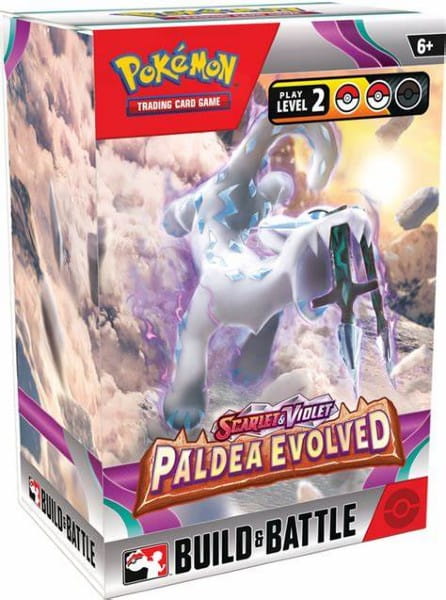 POKÉMON
TRADING CARD GAME
PLAY
LEVEL 2
6+
SCARLET & VIOLET
PALDEA EVOLVED
BUILD & BATTLE
BUILD & BATTLE